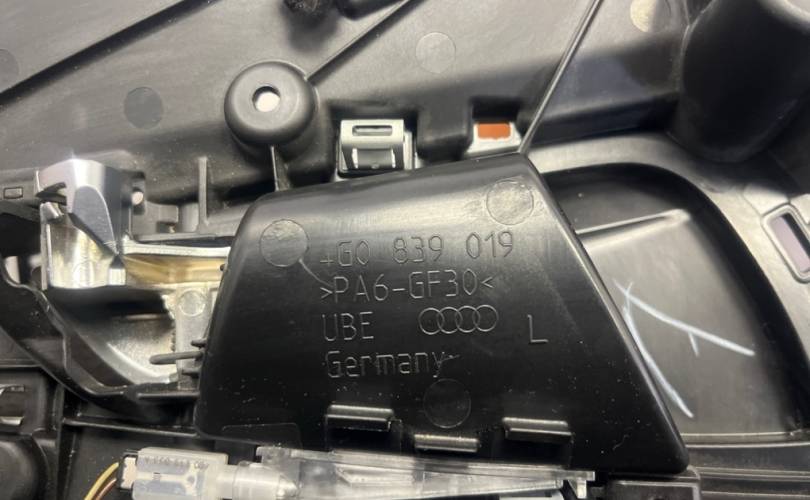 4G0 839 019
>PA6-GF30<
UBE
L
Germany